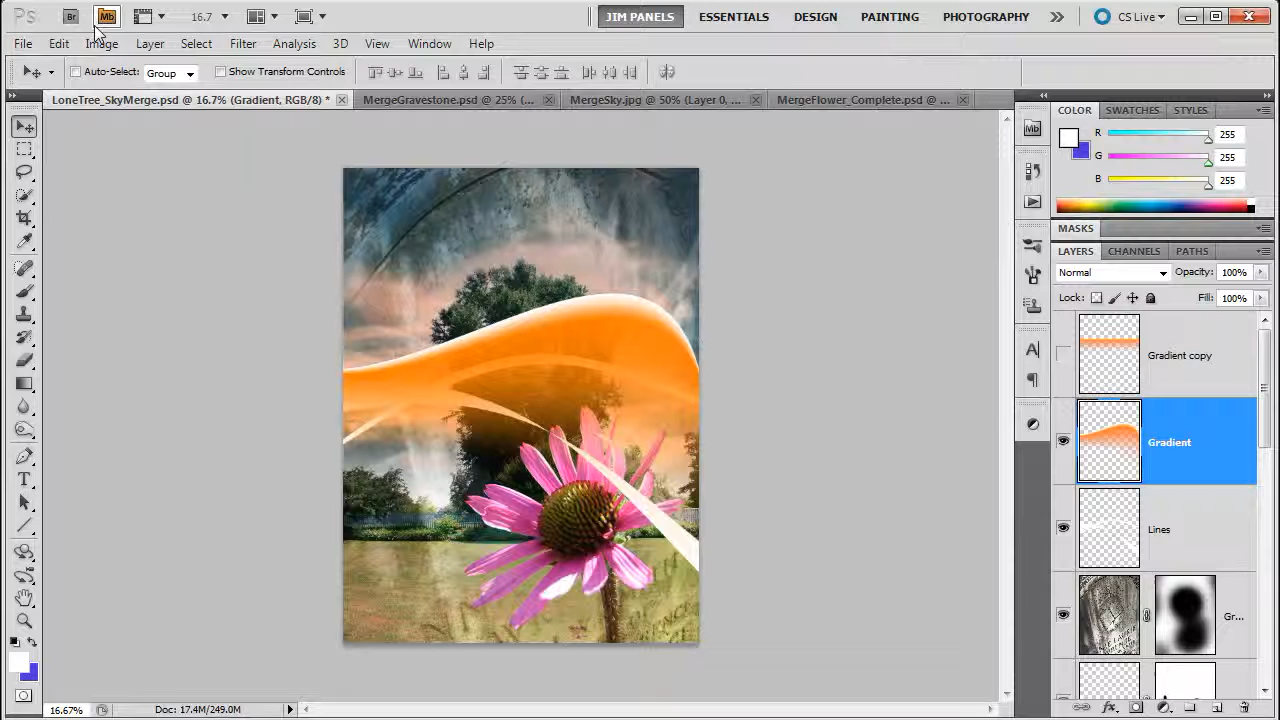 Ps Br Mb 16.7 JIM PANELS ESSENTIALS DESIGN PAINTING PHOTOGRAPHY CS Live
File Edit Image Layer Select Filter Analysis 3D View Window Help
Auto-Select: Group Show Transform Controls
LoneTree_SkyMerge.psd @ 16.7% (Gradient, RGB/8) * MergeGravestone.psd @ 25% (... MergeSky.jpg @ 50% (Layer 0, ... MergeFlower_Complete.psd @ ...
COLOR SWATCHES STYLES
R 255
G 255
B 255
MASKS
LAYERS CHANNELS PATHS
Normal Opacity: 100%
Lock: Fill: 100%
Gradient copy
Gradient
Lines
Gr...
16.67% Doc: 17.4M/249.0M